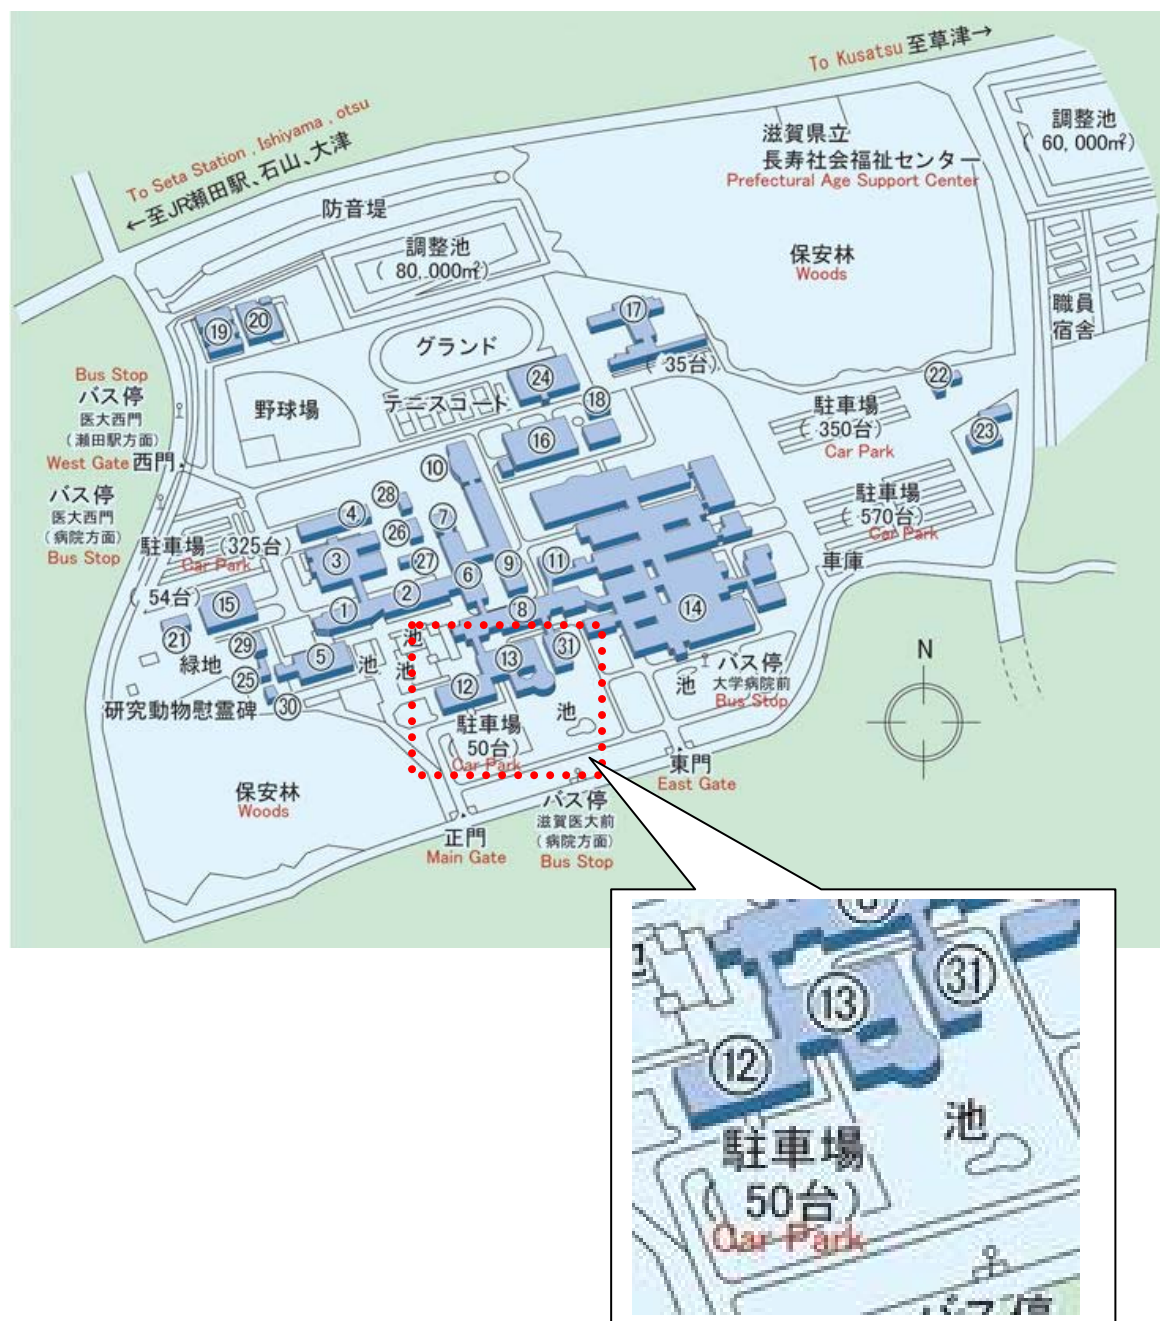 To Kusatsu 至草津→
To Seta Station , Ishiyama , otsu
←至JR瀬田駅、石山、大津
滋賀県立
長寿社会福祉センター
Prefectural Age Support Center
調整池
( 60,000㎡)
防音堤
調整池
( 80,000㎡)
保安林
Woods
職員
宿舎
⑰
( 35台)
⑲
⑳
グランド
㉔
テニスコート
⑱
⑯
野球場
Bus Stop
バス停
医大西門
(瀬田駅方面)
West Gate 西門
バス停
医大西門
(病院方面)
Bus Stop
㉒
駐車場
( 350台)
Car Park
㉓
駐車場
( 570台)
Car Park
車庫
⑩
㉘
④
㉖
⑦
③
㉗
⑥
⑨
⑪
②
①
⑧
⑭
駐車場 (325台)
Car Park
( 54台)
⑮
㉑
㉙
緑地
㉕
⑤
池
池
池
⑬
㉛
⑫
㉚
研究動物慰霊碑
駐車場
( 50台)
Car Park
池
池
バス停
大学病院前
Bus Stop
N
東門
East Gate
保安林
Woods
正門
Main Gate
バス停
滋賀医大前
(病院方面)
Bus Stop
⑬
㉛
⑫
池
駐車場
( 50台)
Car Park